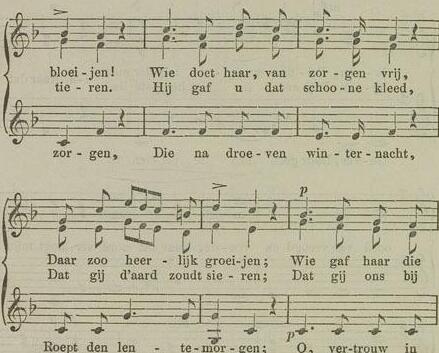 bloei-jen! Wie doet haar, van zor-gen vrij,
tie-ren. Hij gaf u dat schoo-ne kleed,
zor-gen, Die na droe-ven win-ter-nacht,
p
Daar zoo heer-lijk groei-jen; Wie gaf haar die
Dat gij d'aard zoudt sie-ren; Dat gij ons bij
p
Roept den len-te-mor-gen; O, ver-trouw in